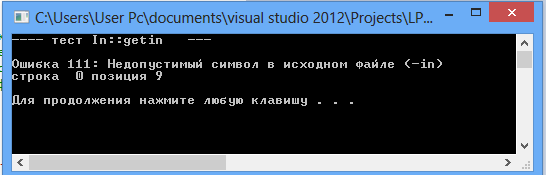 C:\Users\User Pc\documents\visual studio 2012\Projects\LP...
---- тест In::getin ---
Ошибка 111: Недопустимый символ в исходном файле (-in)
строка 0 позиция 9
Для продолжения нажмите любую клавишу . . .